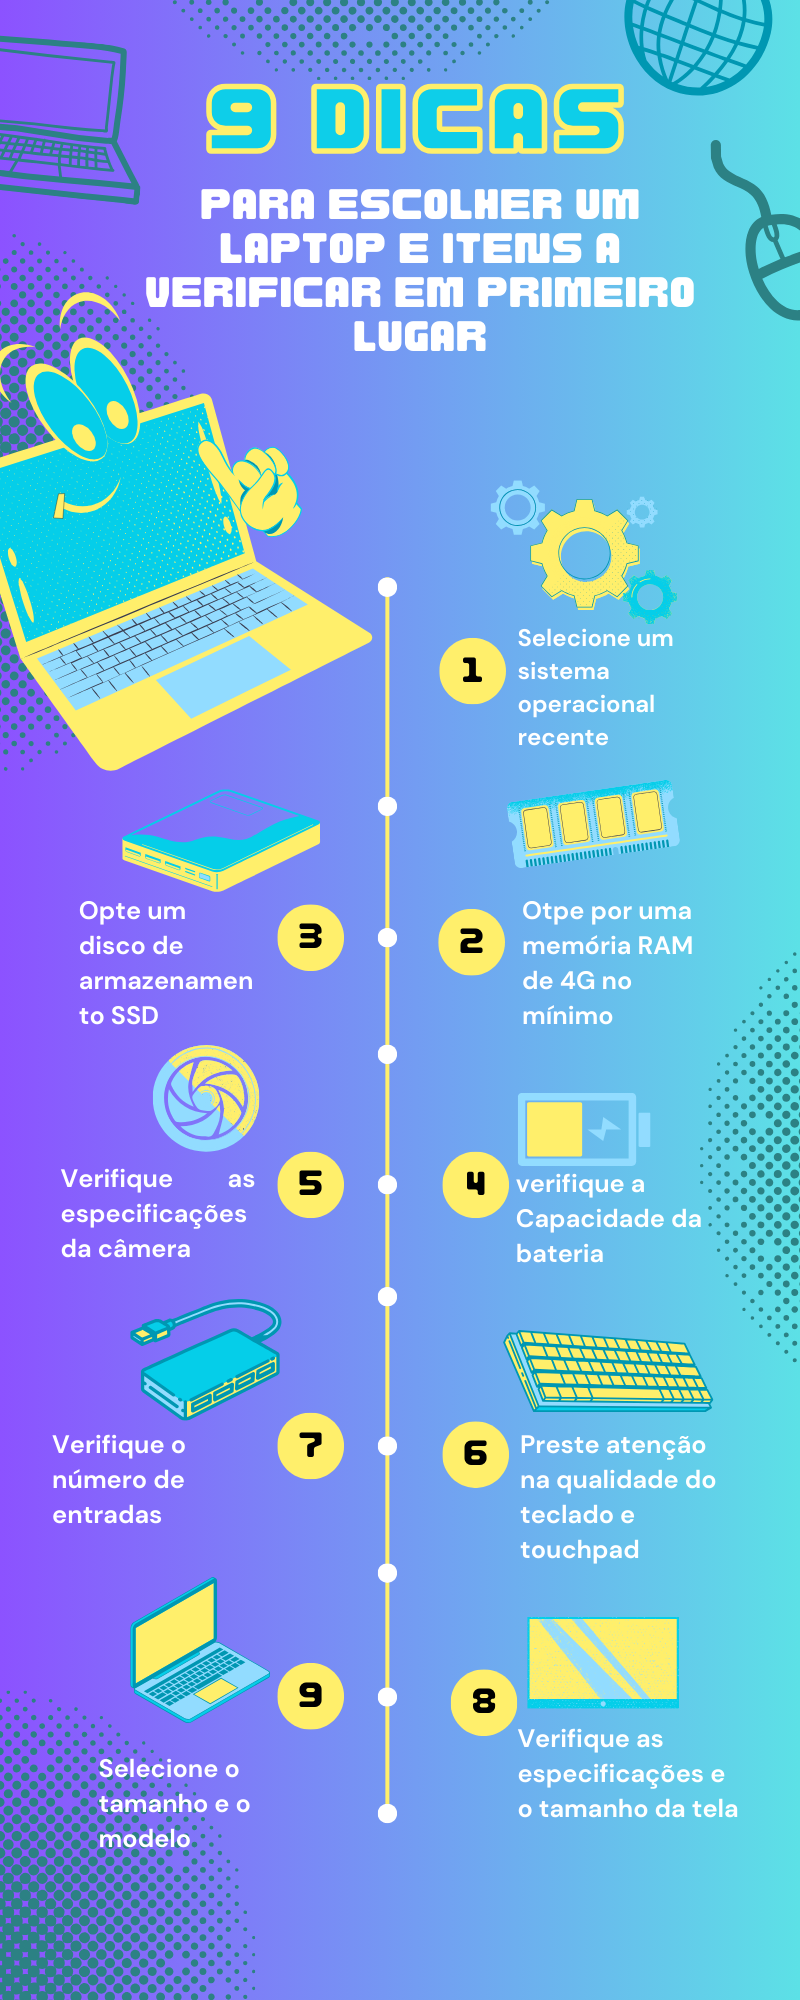 9 DICAS
PARA ESCOLHER UM
LAPTOP E ITENS A
VERIFICAR EM PRIMEIRO
LUGAR
1
Selecione um
sistema
operacional
recente
2
Otpe por uma
memória RAM
de 4G no
mínimo
3
Opte um
disco de
armazenamen
to SSD
4
verifique a
Capacidade da
bateria
5
Verifique as
especificações
da câmera
6
Preste atenção
na qualidade do
teclado e
touchpad
7
Verifique o
número de
entradas
8
Verifique as
especificações e
o tamanho da tela
9
Selecione o
tamanho e o
modelo